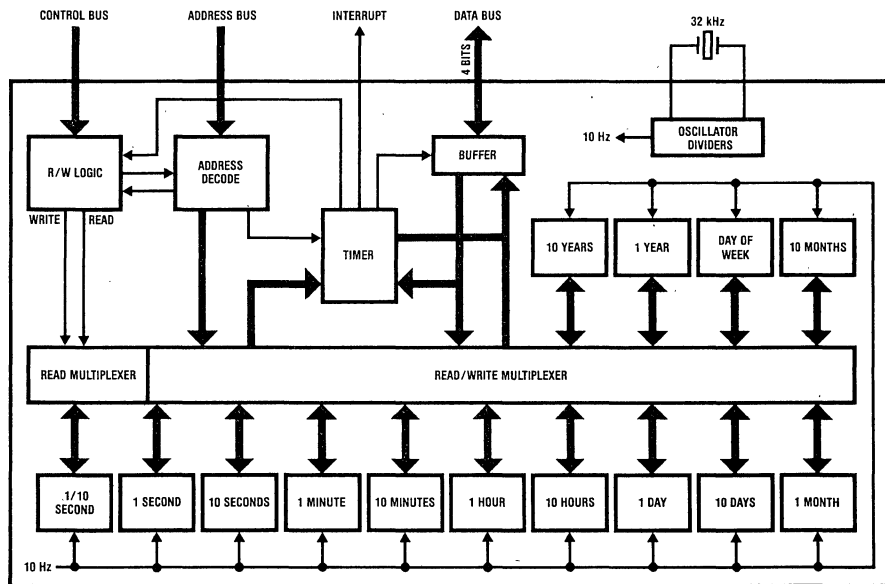 CONTROL BUS
ADDRESS BUS
INTERRUPT
DATA BUS
32 kHz
4 BITS
10 Hz
OSCILLATOR
DIVIDERS
R/W LOGIC
ADDRESS
DECODE
BUFFER
WRITE
READ
TIMER
10 YEARS
1 YEAR
DAY OF
WEEK
10 MONTHS
READ MULTIPLEXER
READ/WRITE MULTIPLEXER
1/10
SECOND
1 SECOND
10 SECONDS
1 MINUTE
10 MINUTES
1 HOUR
10 HOURS
1 DAY
10 DAYS
1 MONTH
10 Hz